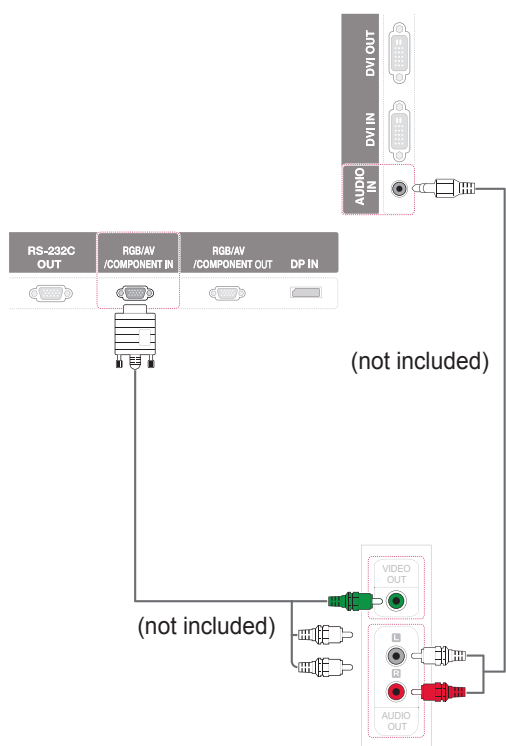 DVI OUT
DVI IN
AUDIO
IN
RS-232C
OUT
RGB/AV
/COMPONENT IN
RGB/AV
/COMPONENT OUT
DP IN
(not included)
(not included)
VIDEO
OUT
L
R
AUDIO
OUT